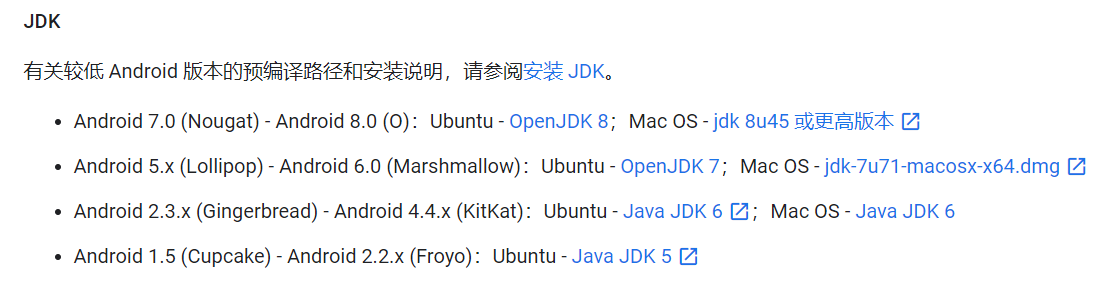 JDK
有关较低 Android 版本的预编译路径和安装说明，请参阅安装 JDK。
• Android 7.0 (Nougat) - Android 8.0 (O)：Ubuntu - OpenJDK 8；Mac OS - jdk 8u45 或更高版本
• Android 5.x (Lollipop) - Android 6.0 (Marshmallow)：Ubuntu - OpenJDK 7；Mac OS - jdk-7u71-macosx-x64.dmg
• Android 2.3.x (Gingerbread) - Android 4.4.x (KitKat)：Ubuntu - Java JDK 6；Mac OS - Java JDK 6
• Android 1.5 (Cupcake) - Android 2.2.x (Froyo)：Ubuntu - Java JDK 5